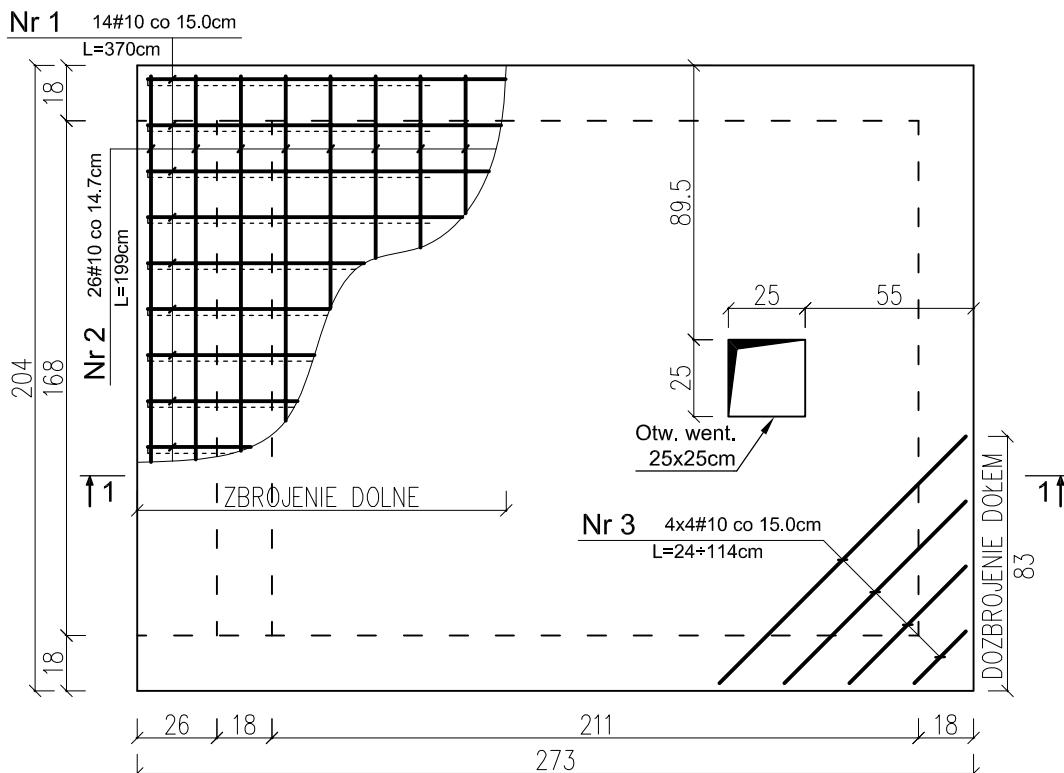 Nr 1
14#10 co 15.0cm
L=370cm
204
18
168
18
26#10 co 14.7cm
L=199cm
Nr 2
89.5
25
55
25
Otw. went.
25x25cm
1
1
ZBROJENIE DOLNE
Nr 3
4x4#10 co 15.0cm
L=24÷114cm
DOZBROJENIE DOŁEM
83
26
18
211
18
273